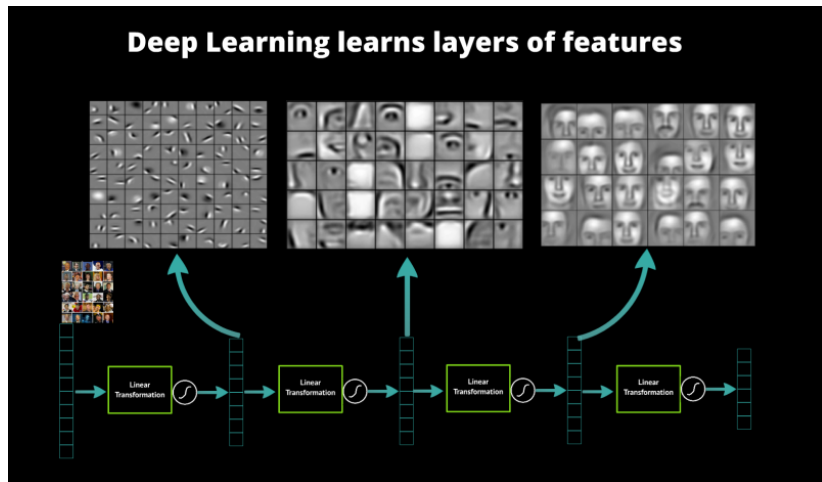 Deep Learning learns layers of features
Linear
Transformation
Linear
Transformation
Linear
Transformation
Linear
Transformation